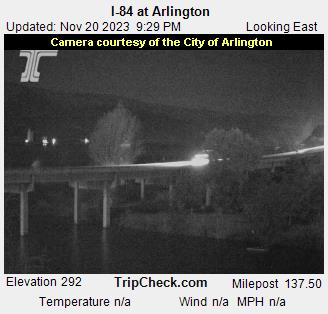 I-84 at Arlington
Updated: Nov 20 2023 9:29 PM Looking East
Camera courtesy of the City of Arlington
Elevation 292 TripCheck.com Milepost 137.50
Temperature n/a Wind n/a MPH n/a